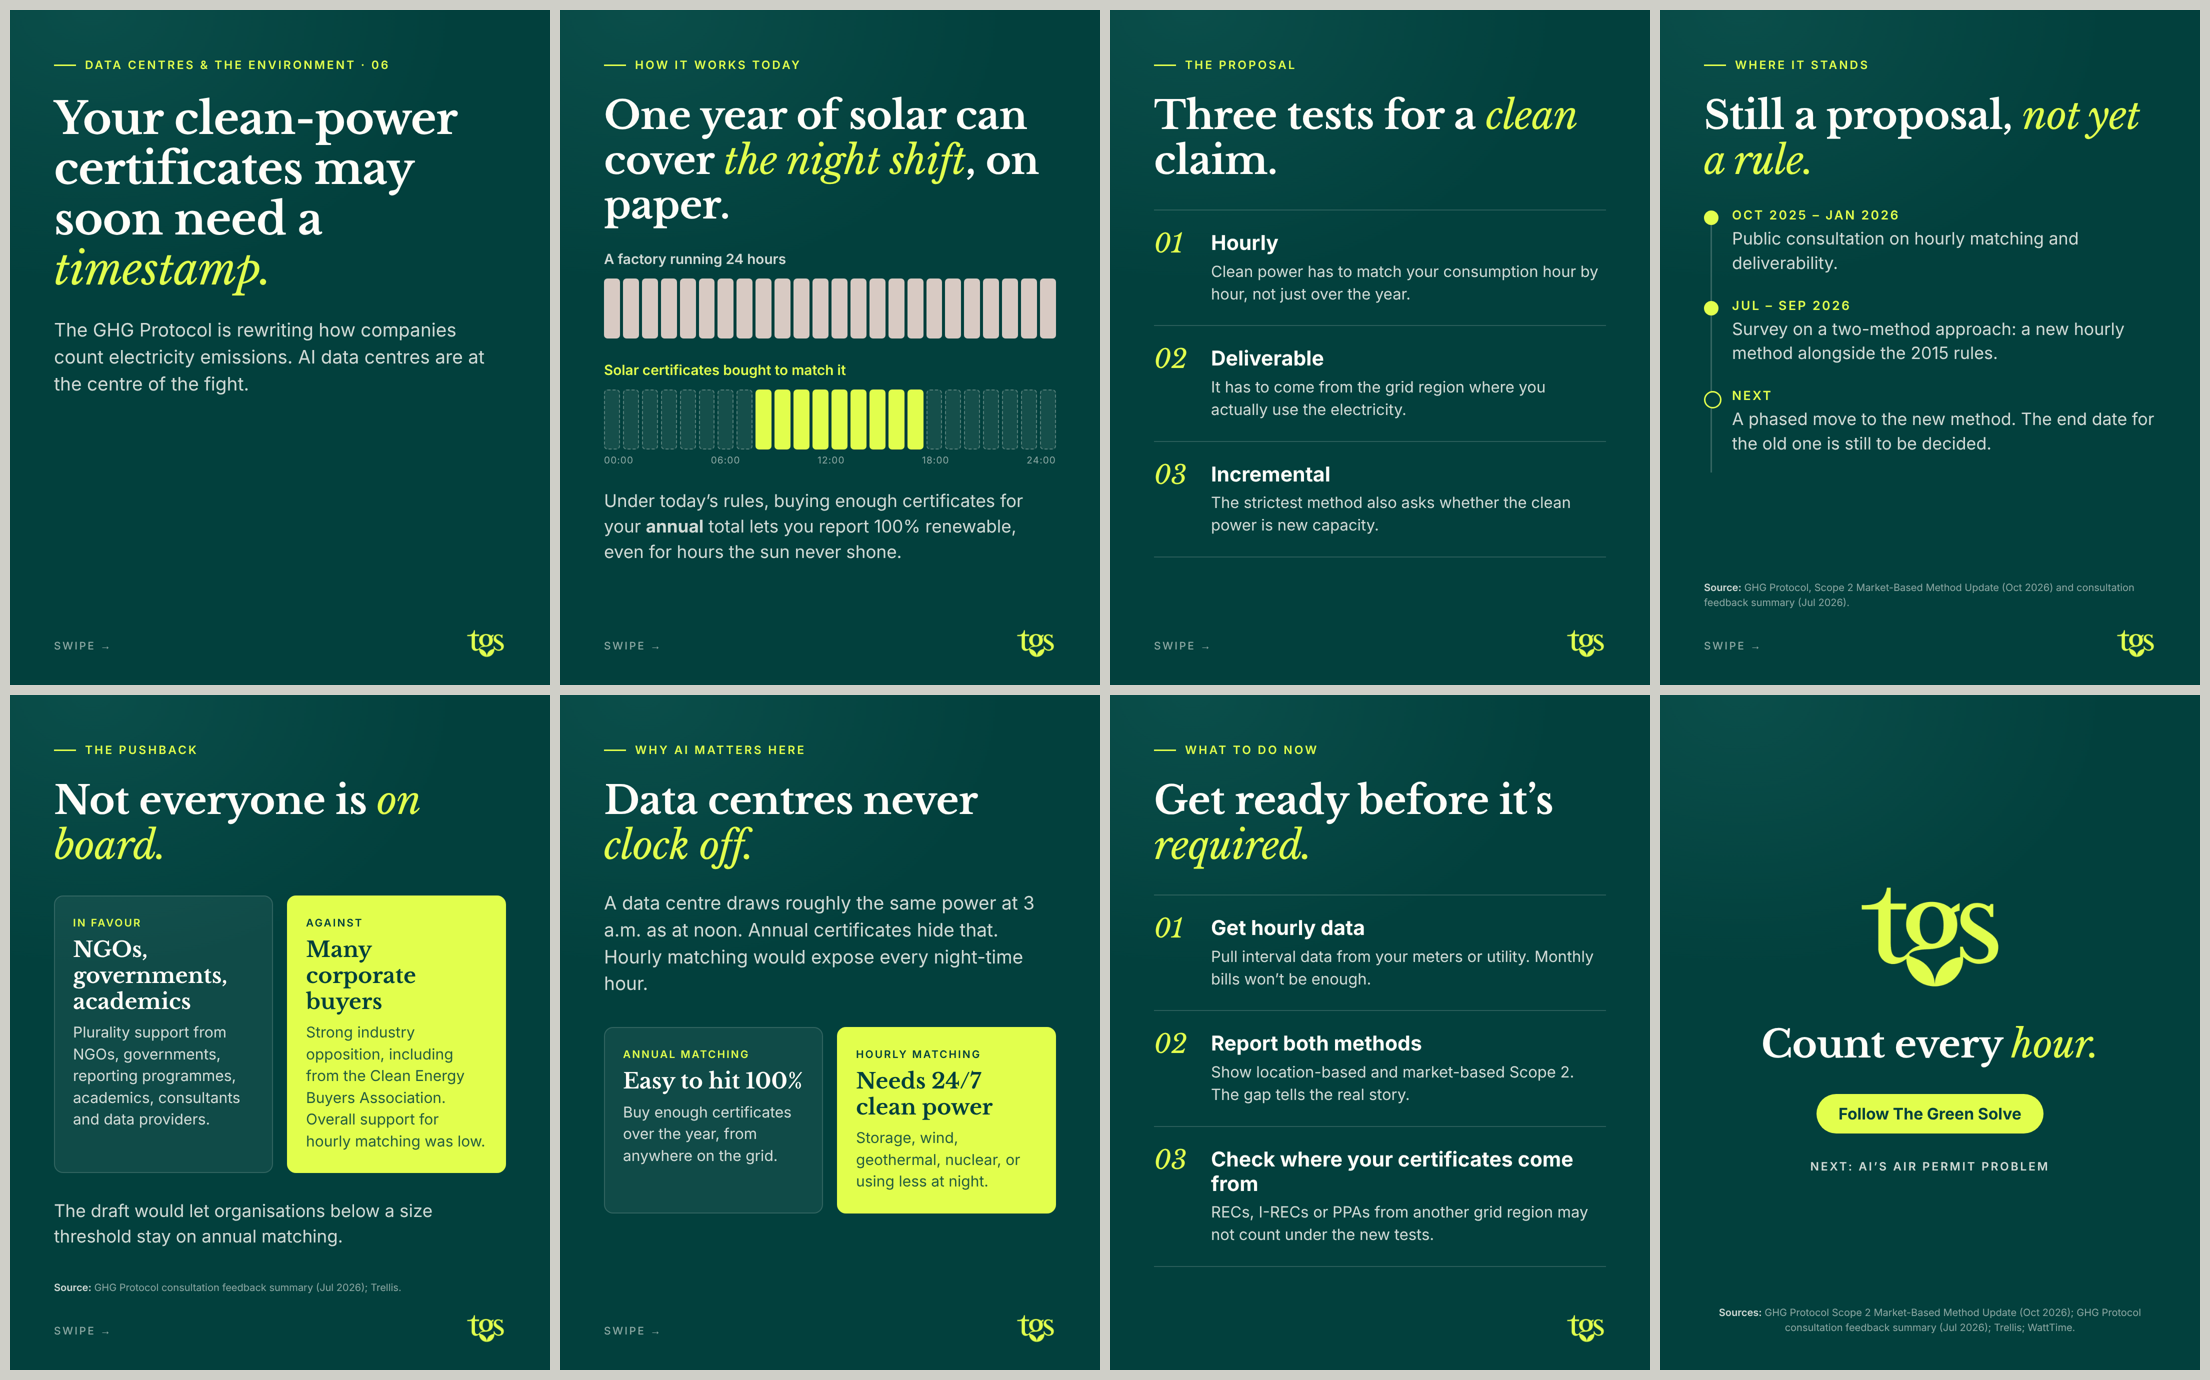 DATA CENTRES & THE ENVIRONMENT · 06
Your clean-power
certificates may
soon need a
timestamp.
The GHG Protocol is rewriting how companies
count electricity emissions. AI data centres are at
the centre of the fight.
SWIPE →
tgs
HOW IT WORKS TODAY
One year of solar can
cover the night shift, on
paper.
A factory running 24 hours
Solar certificates bought to match it
00:00 06:00 12:00 18:00 24:00
Under today’s rules, buying enough certificates for
your annual total lets you report 100% renewable,
even for hours the sun never shone.
SWIPE →
tgs
THE PROPOSAL
Three tests for a clean
claim.
01 Hourly
Clean power has to match your consumption hour by
hour, not just over the year.
02 Deliverable
It has to come from the grid region where you
actually use the electricity.
03 Incremental
The strictest method also asks whether the clean
power is new capacity.
SWIPE →
tgs
WHERE IT STANDS
Still a proposal, not yet
a rule.
OCT 2025 – JAN 2026
Public consultation on hourly matching and
deliverability.
JUL – SEP 2026
Survey on a two-method approach: a new hourly
method alongside the 2015 rules.
NEXT
A phased move to the new method. The end date for
the old one is still to be decided.
Source: GHG Protocol, Scope 2 Market-Based Method Update (Oct 2026) and consultation
feedback summary (Jul 2026).
SWIPE →
tgs
THE PUSHBACK
Not everyone is on
board.
IN FAVOUR
NGOs,
governments,
academics
Plurality support from
NGOs, governments,
reporting programmes,
academics, consultants
and data providers.
AGAINST
Many
corporate
buyers
Strong industry
opposition, including
from the Clean Energy
Buyers Association.
Overall support for
hourly matching was low.
The draft would let organisations below a size
threshold stay on annual matching.
Source: GHG Protocol consultation feedback summary (Jul 2026); Trellis.
SWIPE →
tgs
WHY AI MATTERS HERE
Data centres never
clock off.
A data centre draws roughly the same power at 3
a.m. as at noon. Annual certificates hide that.
Hourly matching would expose every night-time
hour.
ANNUAL MATCHING
Easy to hit 100%
Buy enough certificates
over the year, from
anywhere on the grid.
HOURLY MATCHING
Needs 24/7
clean power
Storage, wind,
geothermal, nuclear, or
using less at night.
SWIPE →
tgs
WHAT TO DO NOW
Get ready before it’s
required.
01 Get hourly data
Pull interval data from your meters or utility. Monthly
bills won’t be enough.
02 Report both methods
Show location-based and market-based Scope 2.
The gap tells the real story.
03 Check where your certificates come
from
RECs, I-RECs or PPAs from another grid region may
not count under the new tests.
tgs
tgs
Count every hour.
Follow The Green Solve
NEXT: AI’S AIR PERMIT PROBLEM
Sources: GHG Protocol Scope 2 Market-Based Method Update (Oct 2026); GHG Protocol
consultation feedback summary (Jul 2026); Trellis; WattTime.